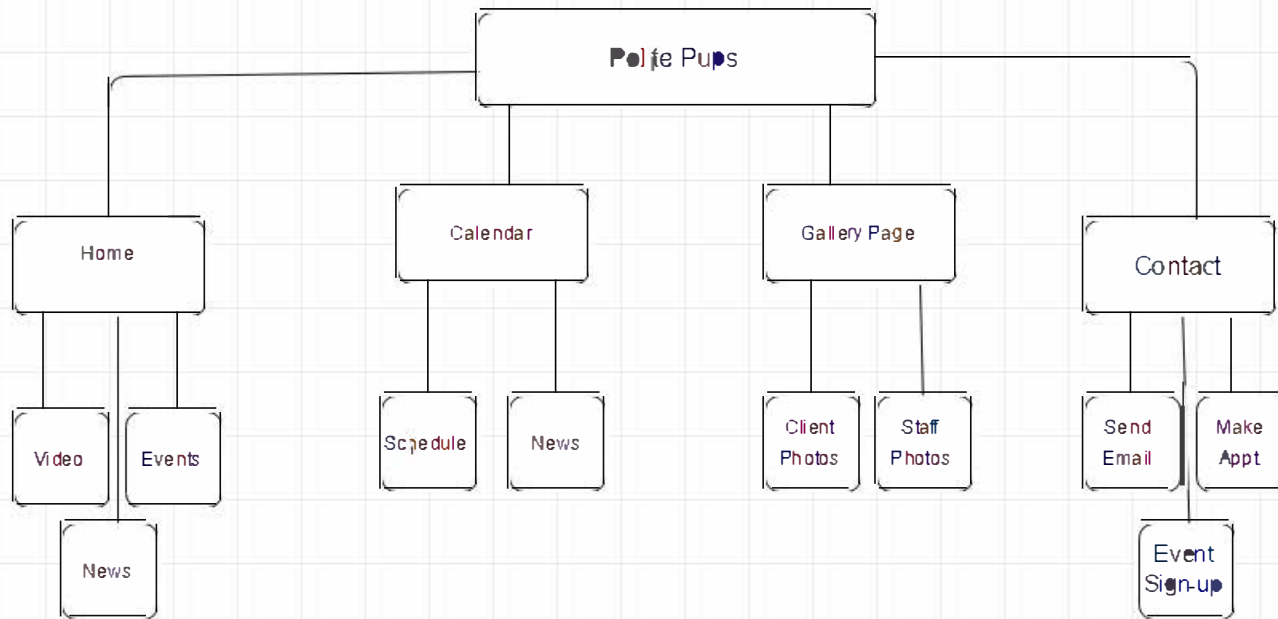 Polite Pups
Home
Calendar
Gallery Page
Contact
Video
Events
News
Schedule
News
Client
Photos
Staff
Photos
Send
Email
Make
Appt
Event
Sign-up